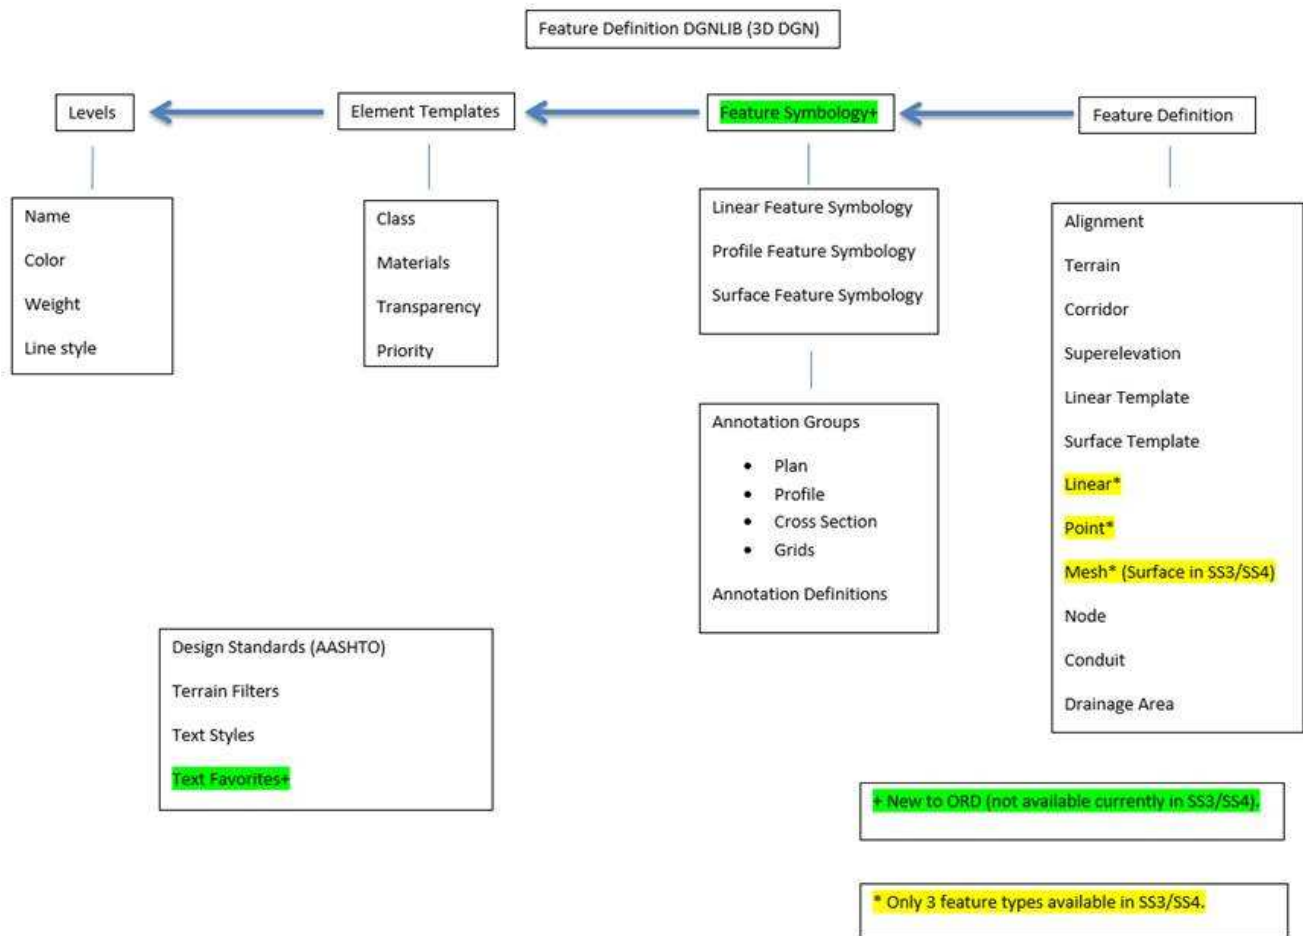 Feature Definition DGNLIB (3D DGN)
Levels
Element Templates
Feature Symbology+
Feature Definition
Name
Color
Weight
Line style
Class
Materials
Transparency
Priority
Linear Feature Symbology
Profile Feature Symbology
Surface Feature Symbology
Annotation Groups
• Plan
• Profile
• Cross Section
• Grids
Annotation Definitions
Alignment
Terrain
Corridor
Superelevation
Linear Template
Surface Template
Linear*
Point*
Mesh* (Surface in SS3/SS4)
Node
Conduit
Drainage Area
Design Standards (AASHTO)
Terrain Filters
Text Styles
Text Favorites+
+ New to ORD (not available currently in SS3/SS4).
* Only 3 feature types available in SS3/SS4.